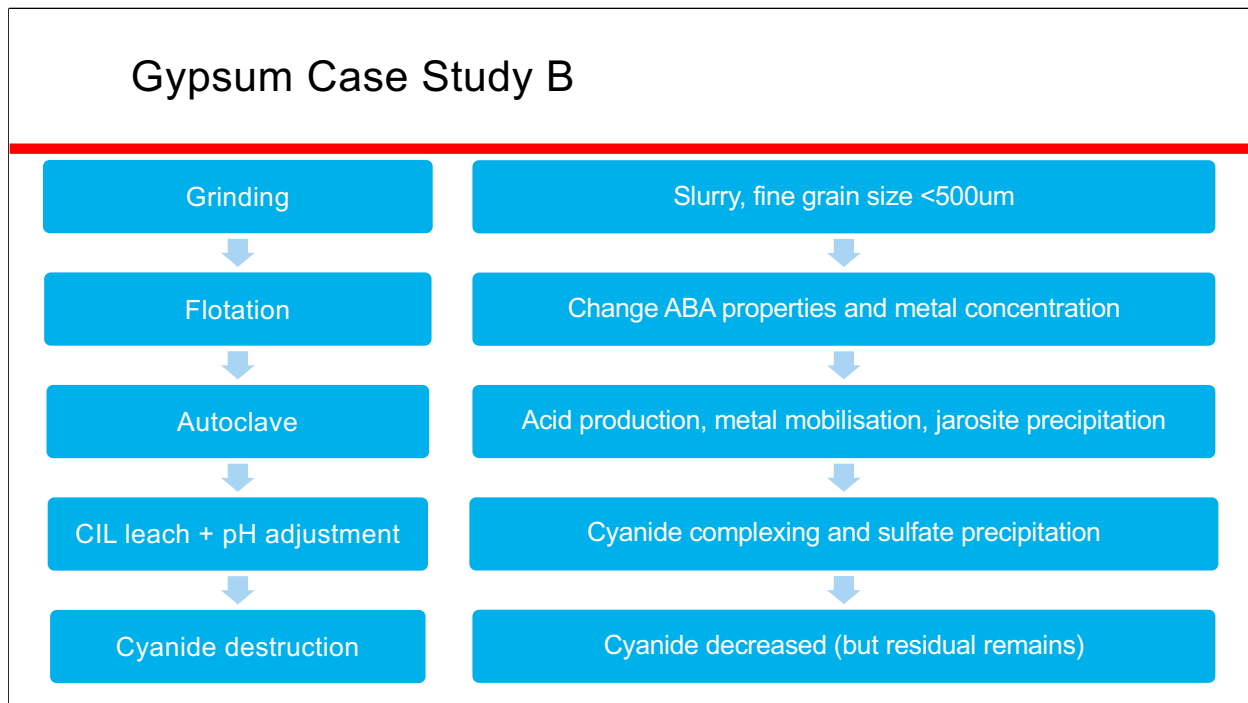 Gypsum Case Study B
Grinding
Slurry, fine grain size <500um
Flotation
Change ABA properties and metal concentration
Autoclave
Acid production, metal mobilisation, jarosite precipitation
CIL leach + pH adjustment
Cyanide complexing and sulfate precipitation
Cyanide destruction
Cyanide decreased (but residual remains)